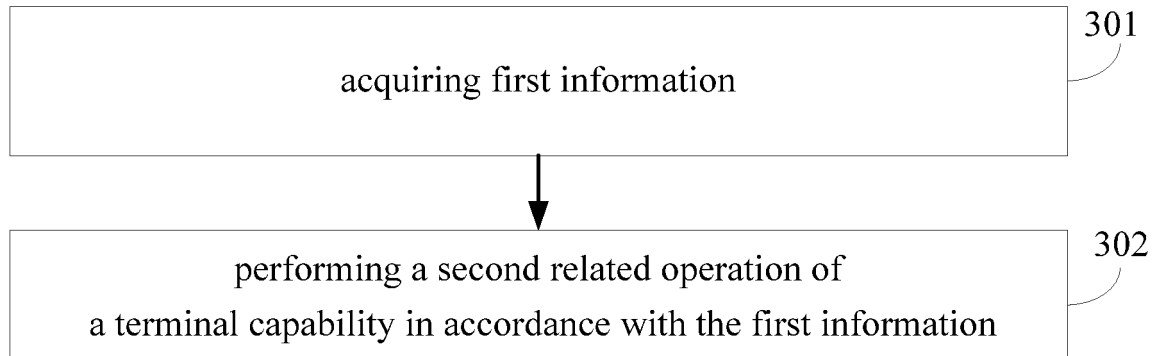 301
acquiring first information
302
performing a second related operation of
a terminal capability in accordance with the first information